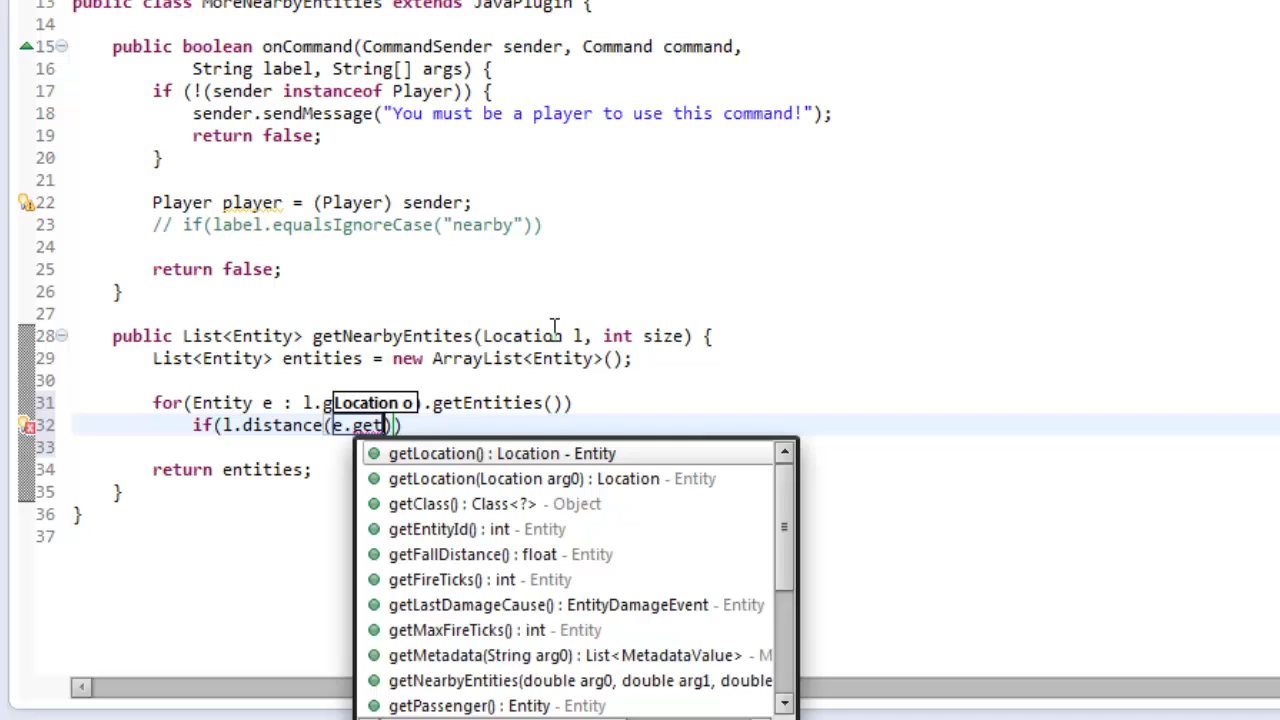 13 public class MoreNearbyEntities extends JavaPlugin {
14
15 public boolean onCommand(CommandSender sender, Command command,
16 String label, String[] args) {
17 if (!(sender instanceof Player)) {
18 sender.sendMessage("You must be a player to use this command!");
19 return false;
20 }
21
22 Player player = (Player) sender;
23 // if(label.equalsIgnoreCase("nearby"))
24
25 return false;
26 }
27
28 public List<Entity> getNearbyEntites(Location l, int size) {
29 List<Entity> entities = new ArrayList<Entity>();
30
31 for(Entity e : l.g Location o ).getEntities())
32 if(l.distance(e.get))
33
34 return entities;
35 }
36 }
37
getLocation() : Location - Entity
getLocation(Location arg0) : Location - Entity
getClass() : Class<?> - Object
getEntityId() : int - Entity
getFallDistance() : float - Entity
getFireTicks() : int - Entity
getLastDamageCause() : EntityDamageEvent - Entity
getMaxFireTicks() : int - Entity
getMetadata(String arg0) : List<MetadataValue> - M
getNearbyEntities(double arg0, double arg1, double
getPassenger() : Entity - Entity